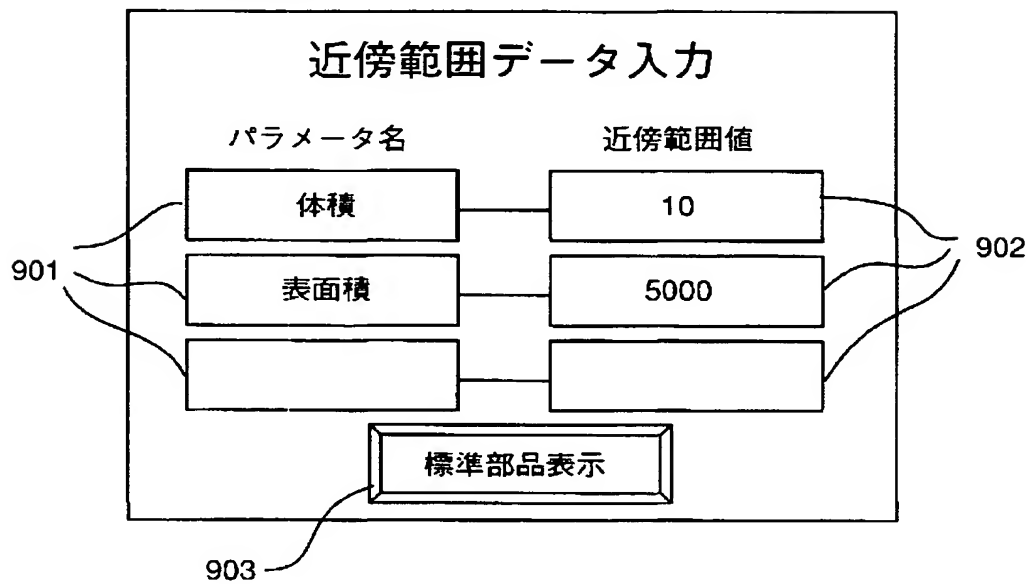 近傍範囲データ入力
パラメータ名 近傍範囲値
体積 10
901 902
表面積 5000
標準部品表示
903